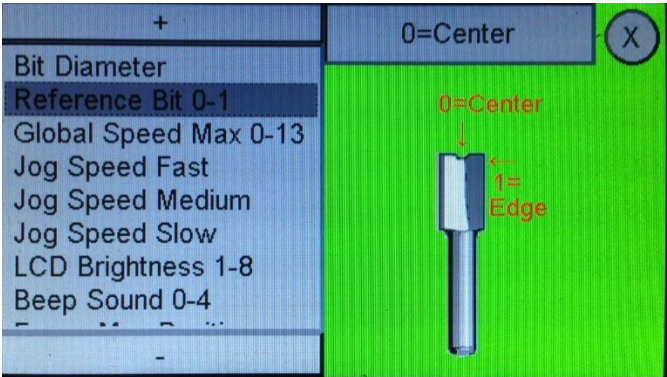 +
Bit Diameter
Reference Bit 0-1
Global Speed Max 0-13
Jog Speed Fast
Jog Speed Medium
Jog Speed Slow
LCD Brightness 1-8
Beep Sound 0-4
-
0=Center
X
0=Center
1=
Edge